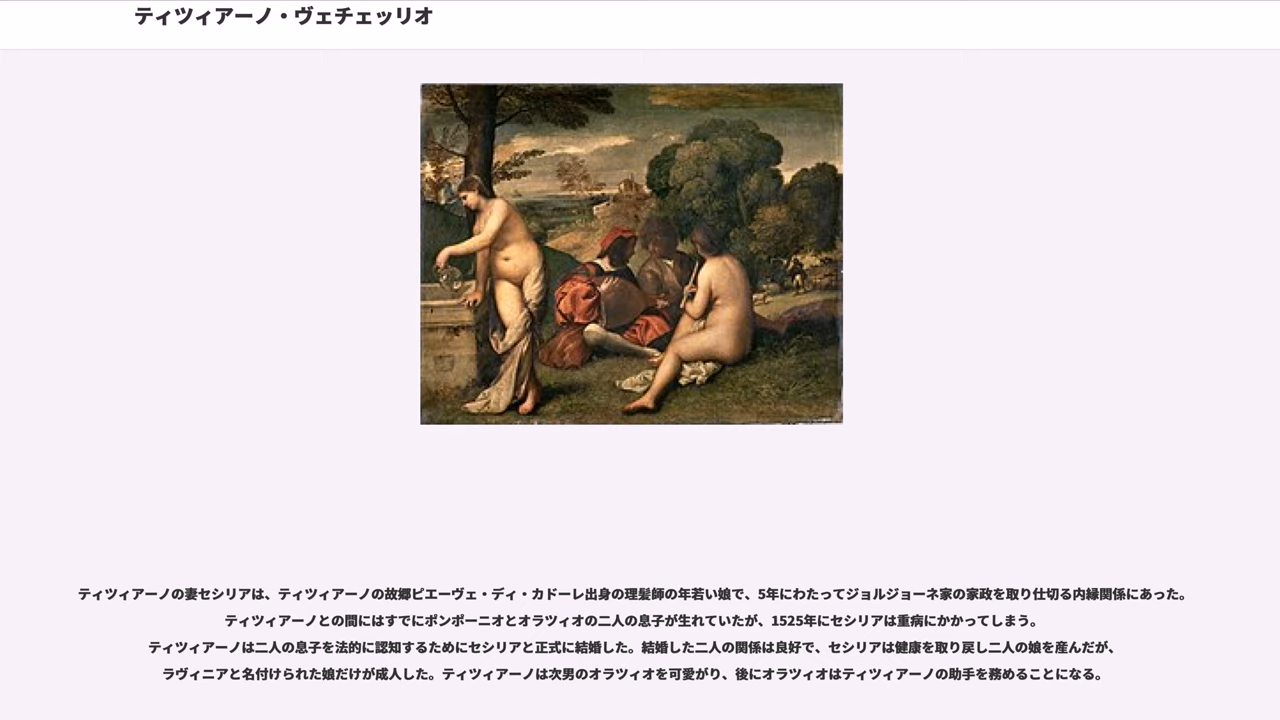 ティツィアーノ・ヴェチェッリオ
ティツィアーノの妻セシリアは、ティツィアーノの故郷ピエーヴェ・ディ・カドーレ出身の理髪師の年若い娘で、5年にわたってジョルジョーネ家の家政を取り仕切る内縁関係にあった。
ティツィアーノとの間にはすでにポンポーニオとオラツィオの二人の息子が生れていたが、1525年にセシリアは重病にかかってしまう。
ティツィアーノは二人の息子を法的に認知するためにセシリアと正式に結婚した。結婚した二人の関係は良好で、セシリアは健康を取り戻し二人の娘を産んだが、
ラヴィニアと名付けられた娘だけが成人した。ティツィアーノは次男のオラツィオを可愛がり、後にオラツィオはティツィアーノの助手を務めることになる。